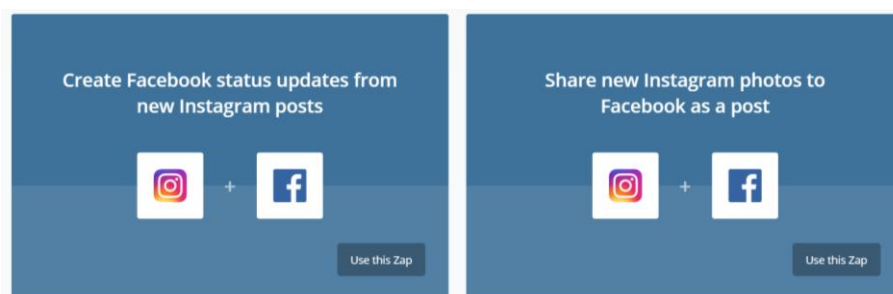 Create Facebook status updates from
new Instagram posts
+
Use this Zap
Share new Instagram photos to
Facebook as a post
+
Use this Zap